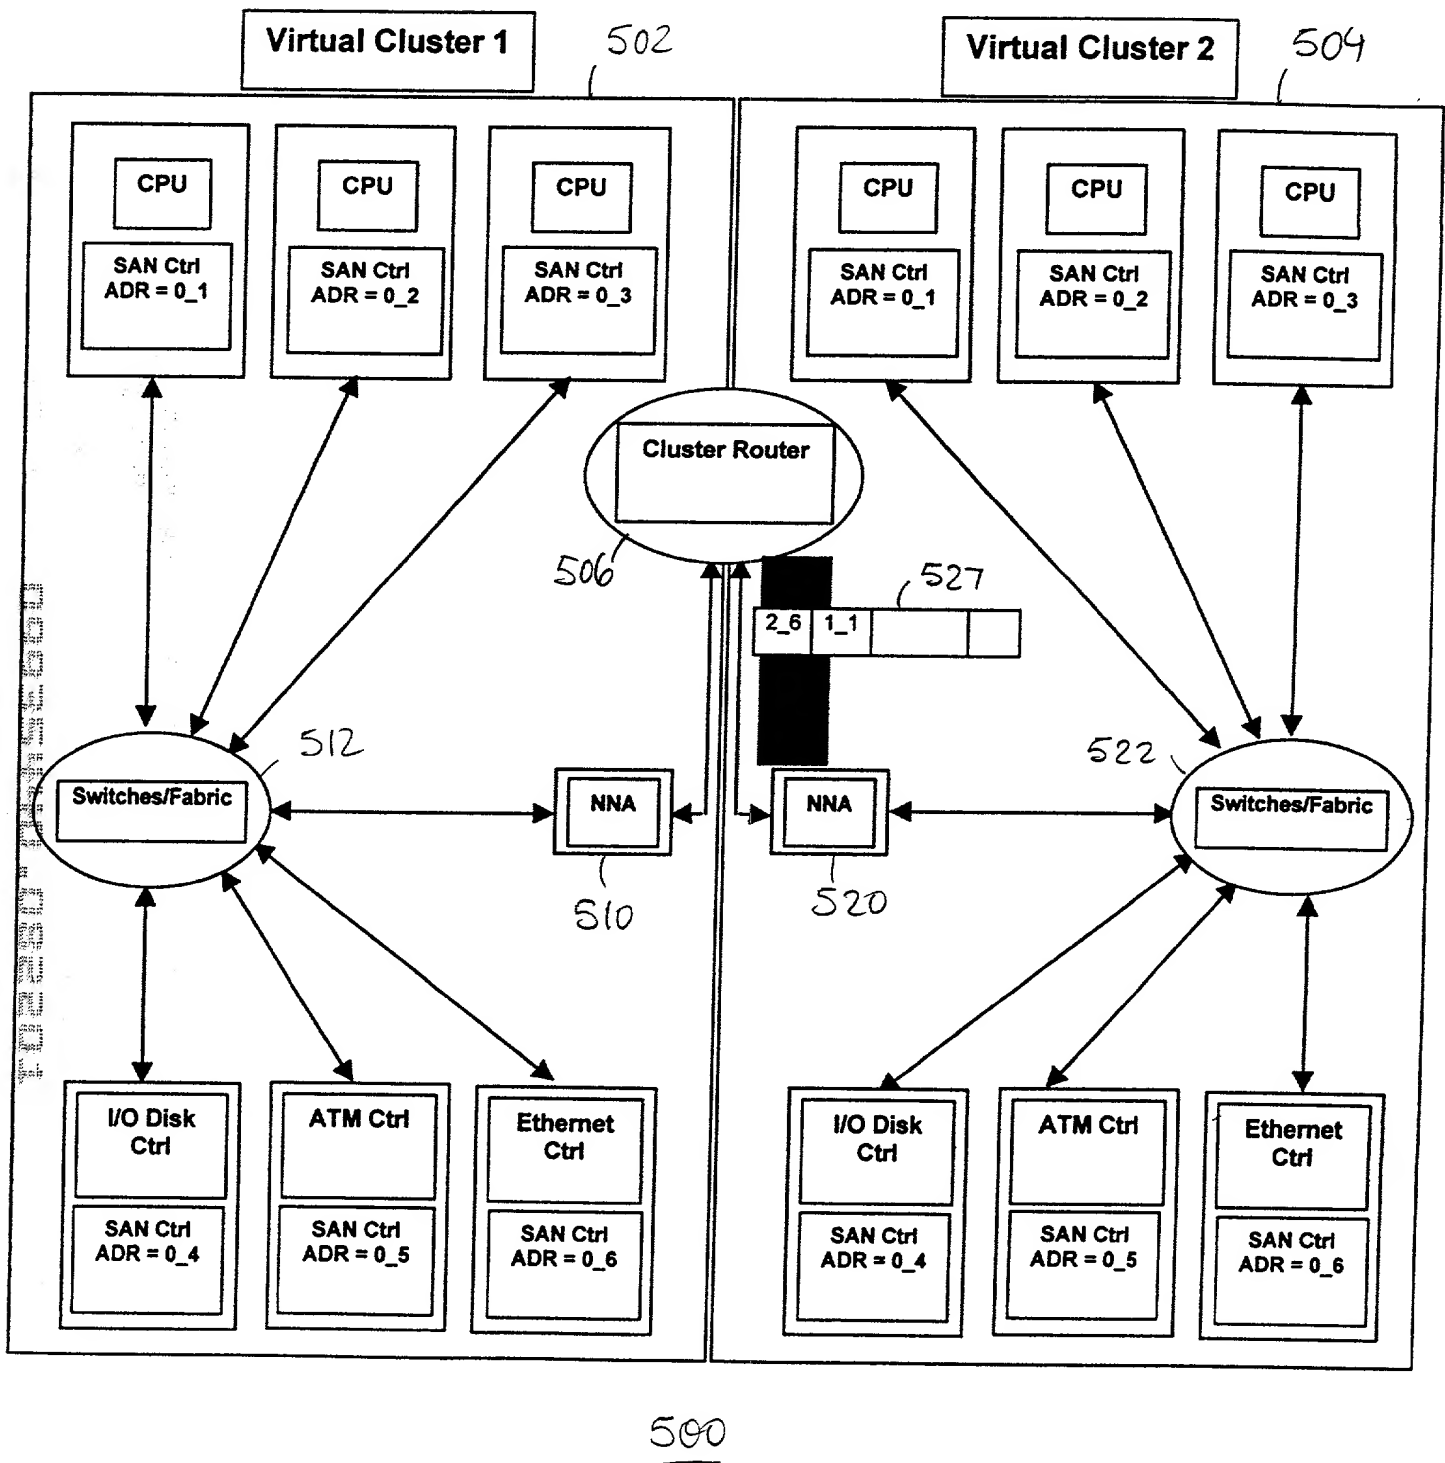 Virtual Cluster 1
502
Virtual Cluster 2
504
CPU
SAN Ctrl
ADR = 0_1
CPU
SAN Ctrl
ADR = 0_2
CPU
SAN Ctrl
ADR = 0_3
CPU
SAN Ctrl
ADR = 0_1
CPU
SAN Ctrl
ADR = 0_2
CPU
SAN Ctrl
ADR = 0_3
Cluster Router
506
527
2_6 1_1
512
Switches/Fabric
NNA
510
NNA
520
522
Switches/Fabric
I/O Disk
Ctrl
SAN Ctrl
ADR = 0_4
ATM Ctrl
SAN Ctrl
ADR = 0_5
Ethernet
Ctrl
SAN Ctrl
ADR = 0_6
I/O Disk
Ctrl
SAN Ctrl
ADR = 0_4
ATM Ctrl
SAN Ctrl
ADR = 0_5
Ethernet
Ctrl
SAN Ctrl
ADR = 0_6
500